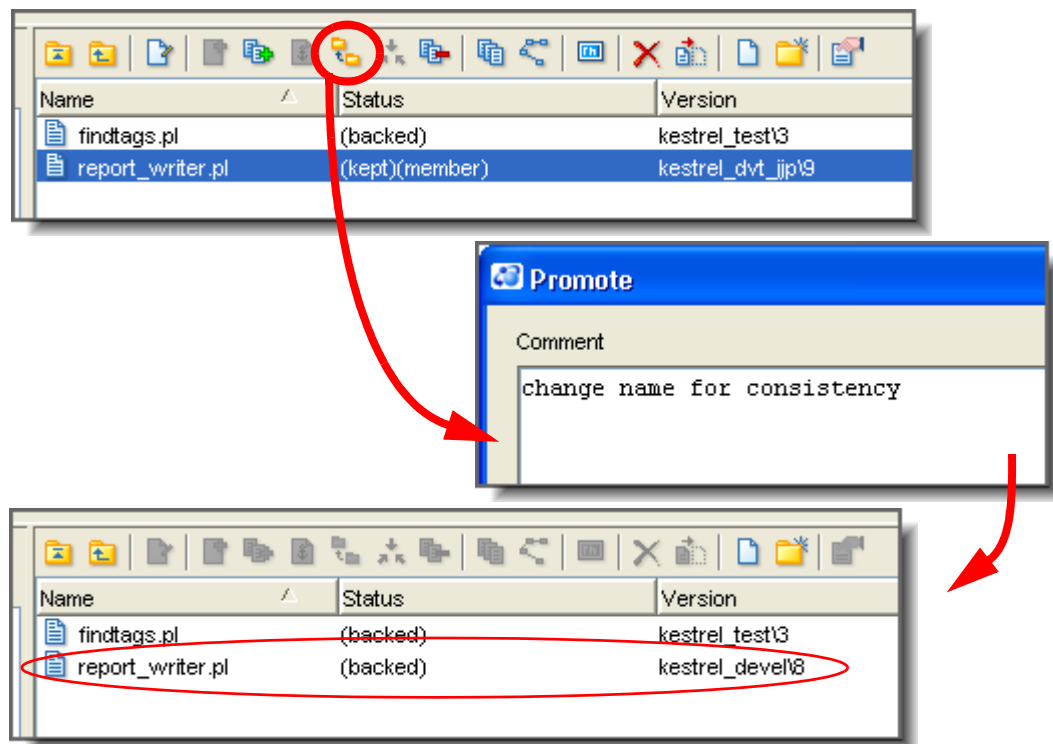 Name Status Version
findtags.pl (backed) kestrel_test\3
report_writer.pl (kept)(member) kestrel_dvt_jjp\9
Promote
Comment
change name for consistency
Name Status Version
findtags.pl (backed) kestrel_test\3
report_writer.pl (backed) kestrel_devel\8